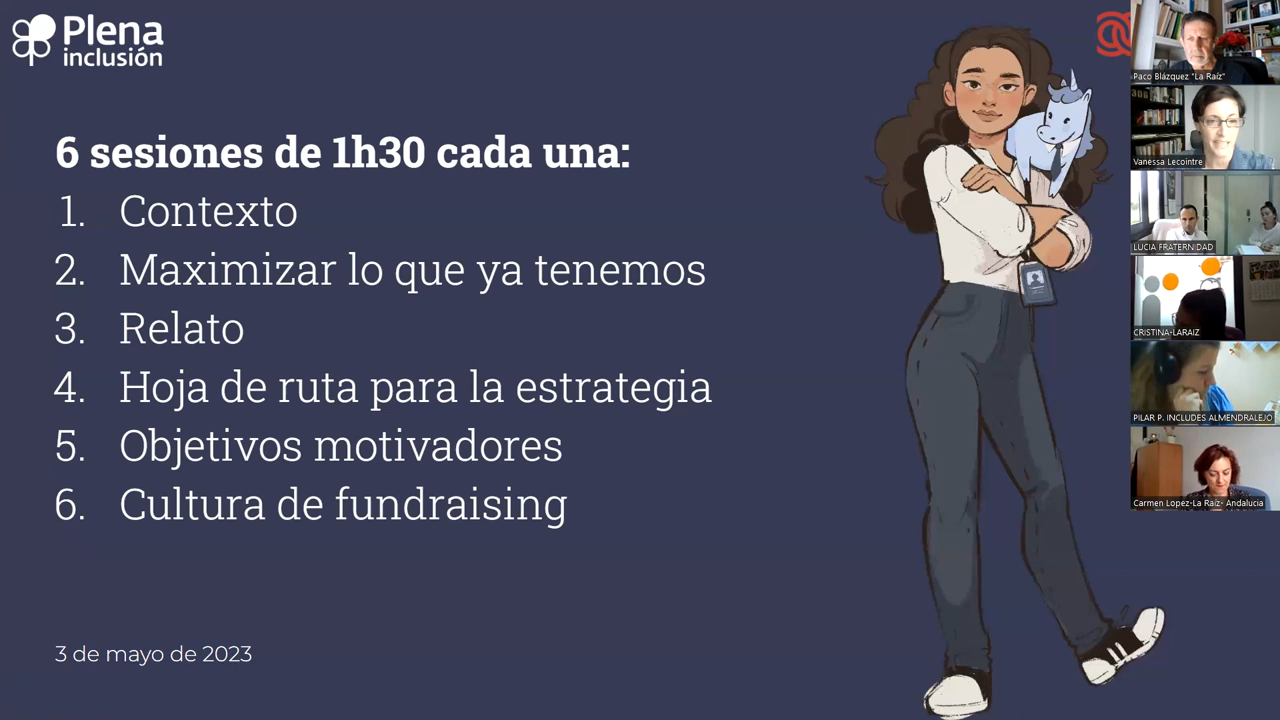 Plena
inclusión
6 sesiones de 1h30 cada una:
1. Contexto
2. Maximizar lo que ya tenemos
3. Relato
4. Hoja de ruta para la estrategia
5. Objetivos motivadores
6. Cultura de fundraising
3 de mayo de 2023
Paco Blázquez "La Raíz"
Vanessa Lecointre
LUCIA FRATERNIDAD
CRISTINA-LARAIZ
PILAR P. INCLUDES ALMENDRALEJO
Carmen Lopez-La Raíz- Andalucia